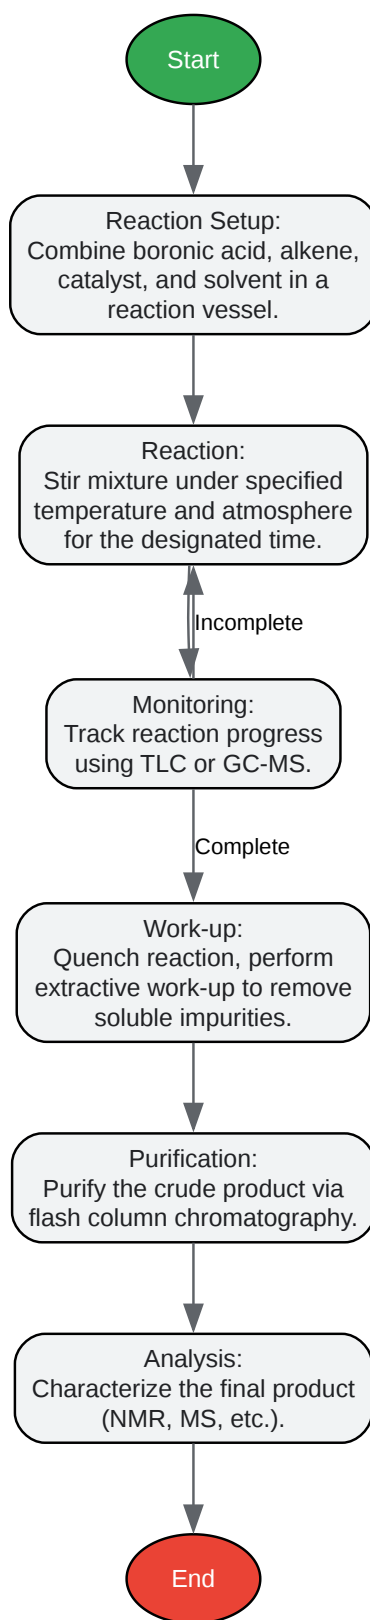 Start
Reaction Setup:
Combine boronic acid, alkene,
catalyst, and solvent in a
reaction vessel.
Reaction:
Stir mixture under specified
temperature and atmosphere
for the designated time.
Incomplete
Monitoring:
Track reaction progress
using TLC or GC-MS.
Complete
Work-up:
Quench reaction, perform
extractive work-up to remove
soluble impurities.
Purification:
Purify the crude product via
flash column chromatography.
Analysis:
Characterize the final product
(NMR, MS, etc.).
End